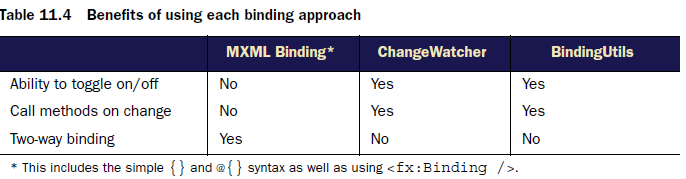 Table 11.4 Benefits of using each binding approach
MXML Binding* ChangeWatcher BindingUtils
Ability to toggle on/off No Yes Yes
Call methods on change No Yes Yes
Two-way binding Yes No No
* This includes the simple {} and @{} syntax as well as using <fx:Binding />.